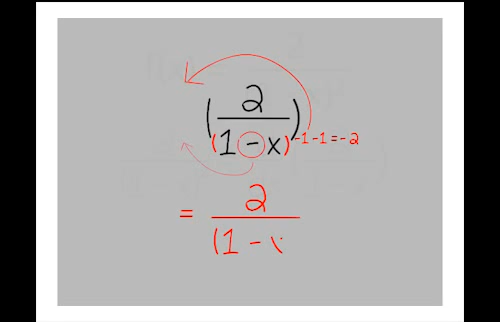 (2/(1-x))-1-1=-2
= 2/(1-x